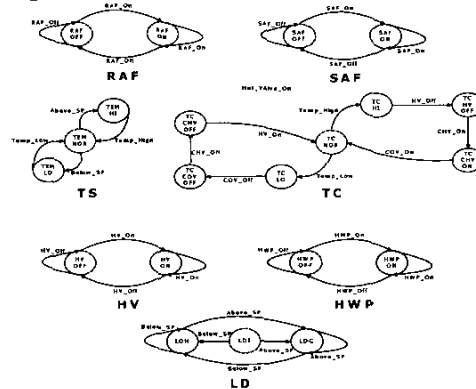 RAF_On
RAF_Off
RAF
OFF
RAF
ON
RAF_On
RAF_Off
RAF
SAF_On
SAF_Off
SAF
OFF
SAF
ON
SAF_On
SAF_Off
SAF
Above_SP
TEM
HI
Temp_Low
TEM
NOR
Temp_High
TEM
LO
Below_SP
TS
Temp_High
TC
HI
HV_Off
TC
HV
OFF
CHV_ON
TC
CHV
ON
COV_On
TC
CHV
OFF
HV_ON
TC
NOR
CHV_ON
TC
COV
OFF
COV_Off
TC
LO
Temp_Low
TC
HV_On
HV_Off
HV
OFF
HV
ON
HV_On
HV_Off
HV
HWP_On
HWP_Off
HWP
OFF
HWP
ON
HWP_On
HWP_Off
HWP
Above_SP
Below_SP
LDH
Below_SP
LDI
Above_SP
LDC
Above_SP
Below_SP
LD